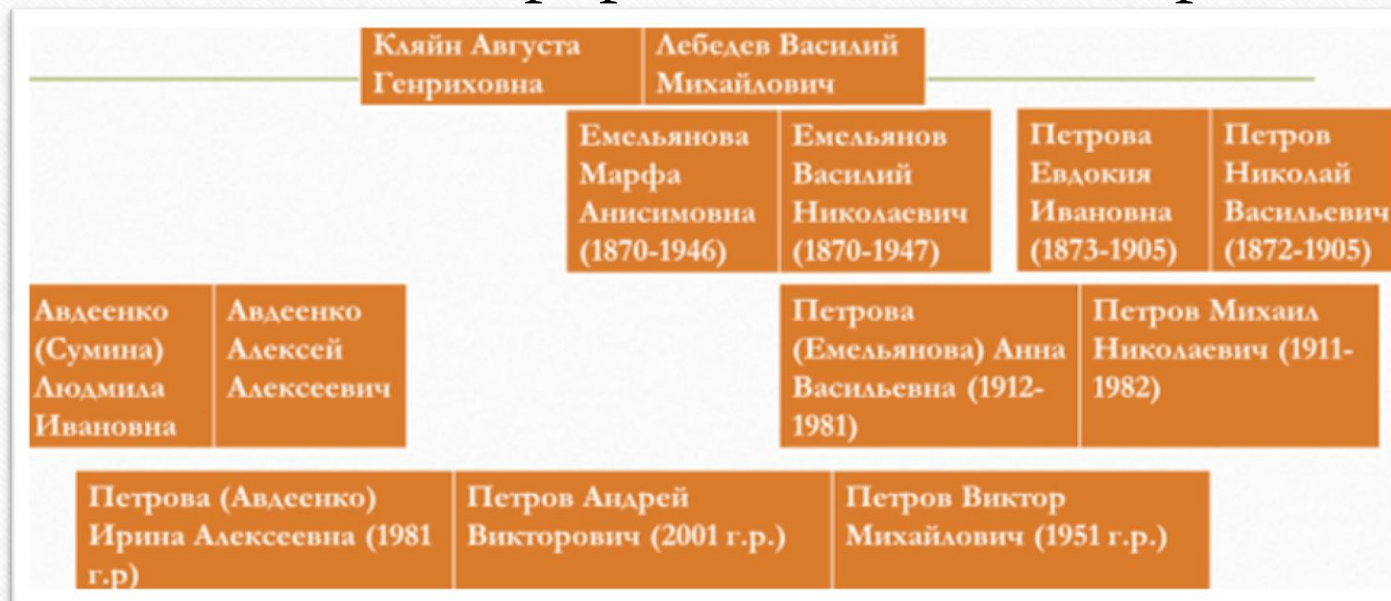 Кляйн Августа
Генриховна
Лебедев Василий
Михайлович
Емельянова
Марфа
Анисимовна
(1870-1946)
Емельянов
Василий
Николаевич
(1870-1947)
Петрова
Евдокия
Ивановна
(1873-1905)
Петров
Николай
Васильевич
(1872-1905)
Авдеенко
(Сумина)
Людмила
Ивановна
Авдеенко
Алексей
Алексеевич
Петрова
(Емельянова) Анна
Васильевна (1912-
1981)
Петров Михаил
Николаевич (1911-
1982)
Петрова (Авдеенко)
Ирина Алексеевна (1981
г.р)
Петров Андрей
Викторович (2001 г.р.)
Петров Виктор
Михайлович (1951 г.р.)